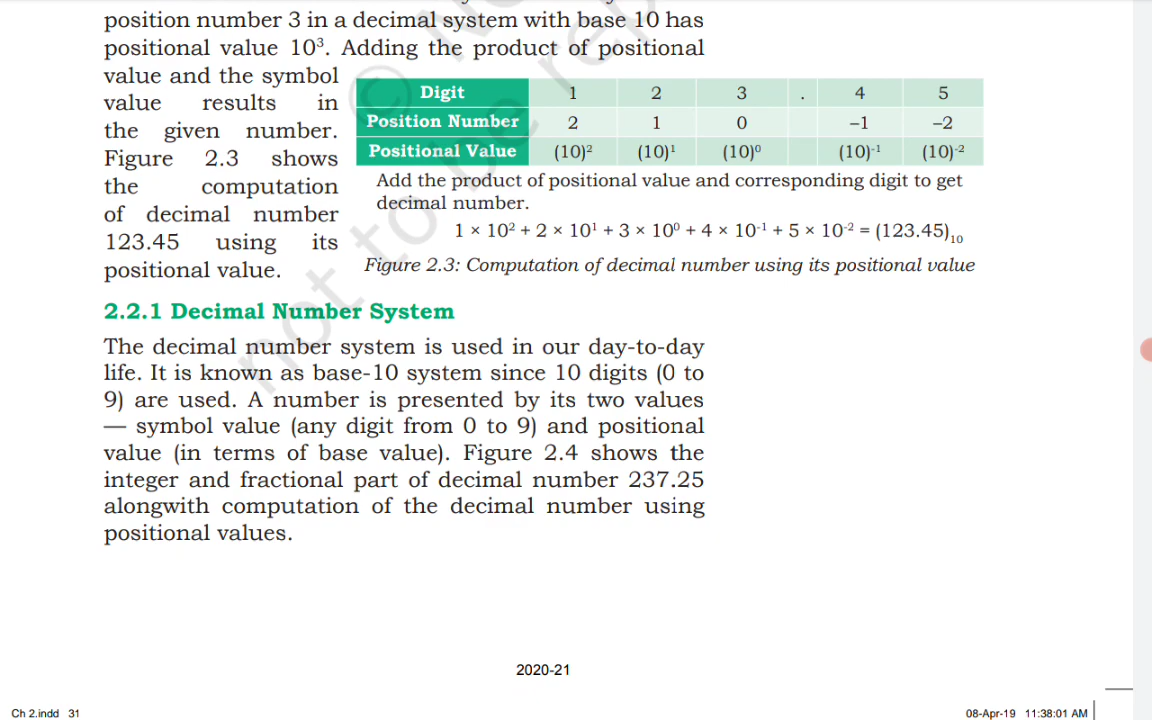 position number 3 in a decimal system with base 10 has
positional value 10³. Adding the product of positional
value and the symbol
value results in
the given number.
Figure 2.3 shows
the computation
of decimal number
123.45 using its
positional value.
Digit 1 2 3 . 4 5
Position Number 2 1 0 –1 –2
Positional Value (10)² (10)¹ (10)⁰ (10)⁻¹ (10)⁻²
Add the product of positional value and corresponding digit to get
decimal number.
1 × 10² + 2 × 10¹ + 3 × 10⁰ + 4 × 10⁻¹ + 5 × 10⁻² = (123.45)₁₀
Figure 2.3: Computation of decimal number using its positional value
2.2.1 Decimal Number System
The decimal number system is used in our day-to-day
life. It is known as base-10 system since 10 digits (0 to
9) are used. A number is presented by its two values
— symbol value (any digit from 0 to 9) and positional
value (in terms of base value). Figure 2.4 shows the
integer and fractional part of decimal number 237.25
alongwith computation of the decimal number using
positional values.
© N
not to be rep
2020-21
Ch 2.indd 31
08-Apr-19 11:38:01 AM